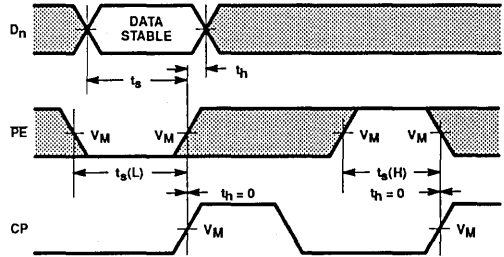 Dn
DATA
STABLE
ts
th
PE
VM
VM
VM
VM
ts(L)
ts(H)
th = 0
th = 0
CP
VM
VM